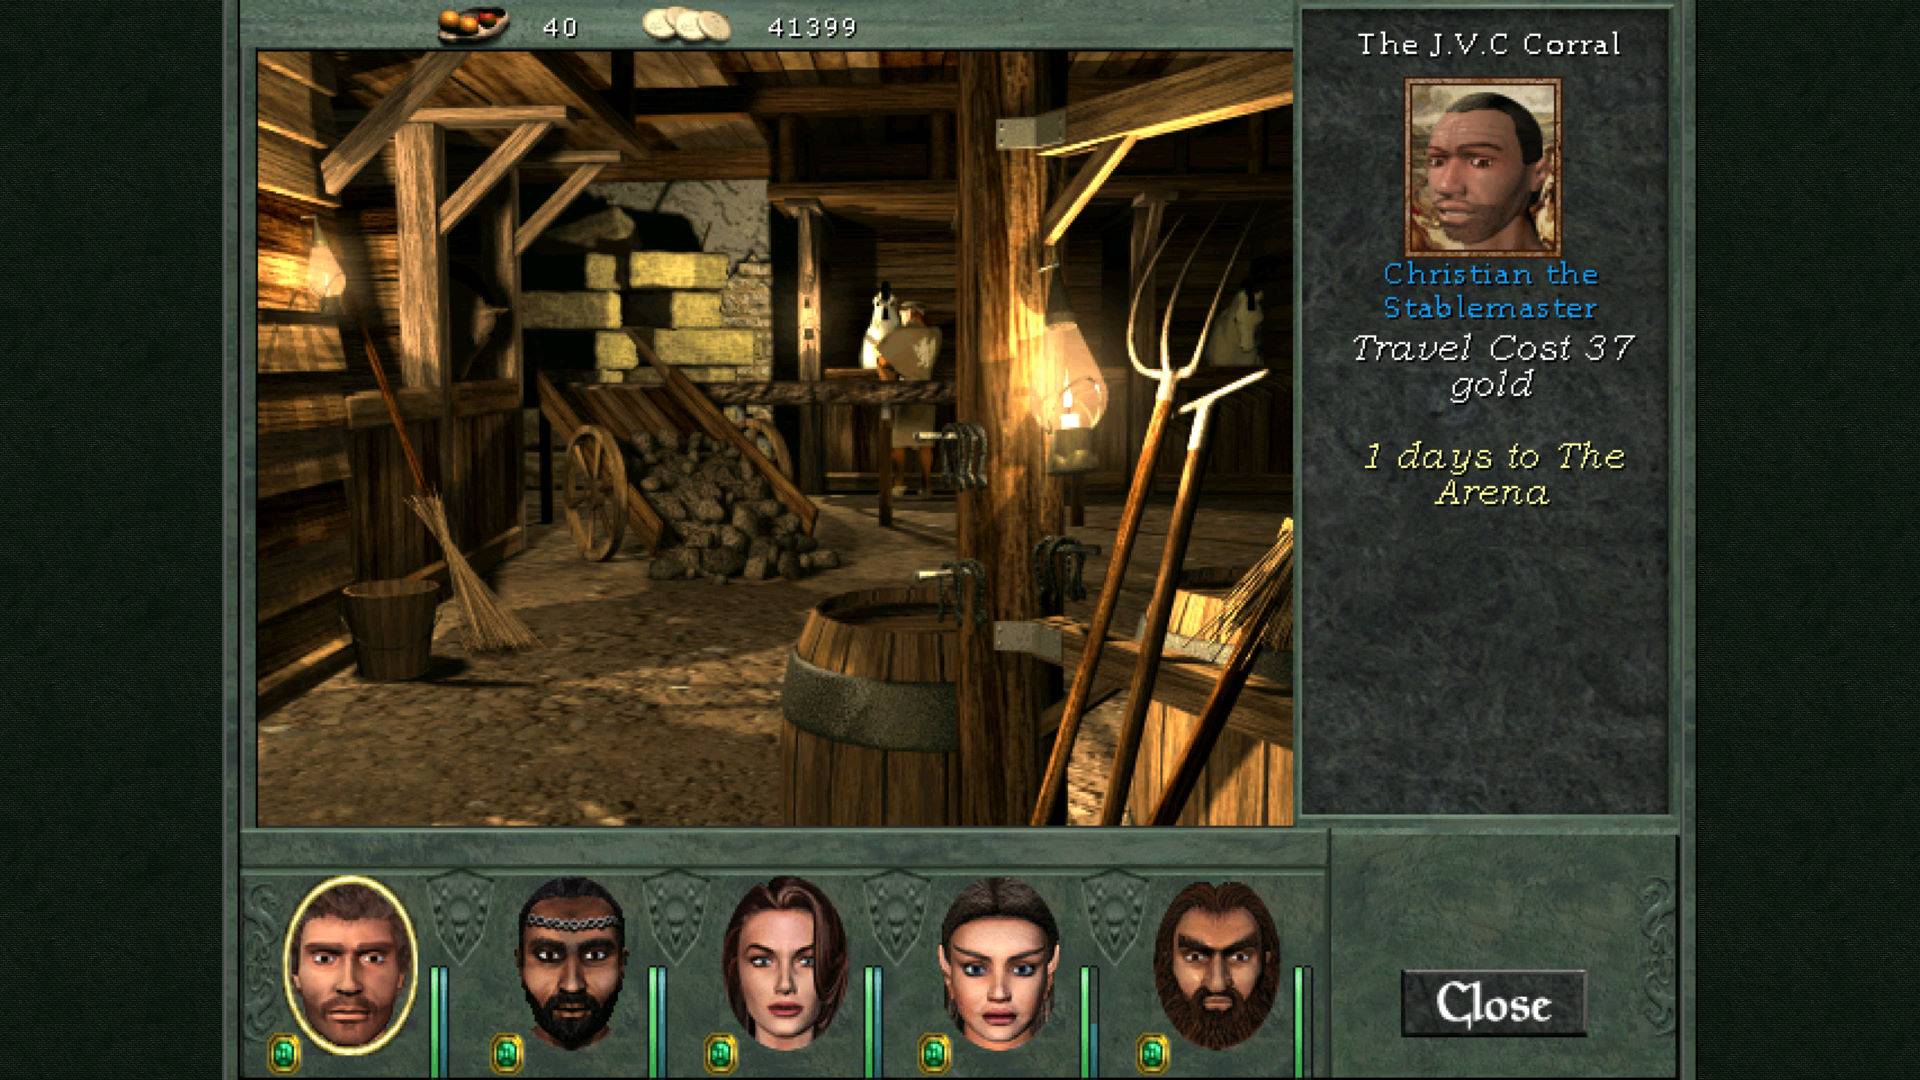 40 41399
The J.V.C Corral
Christian the
Stablemaster
Travel Cost 37
gold
1 days to The
Arena
Close